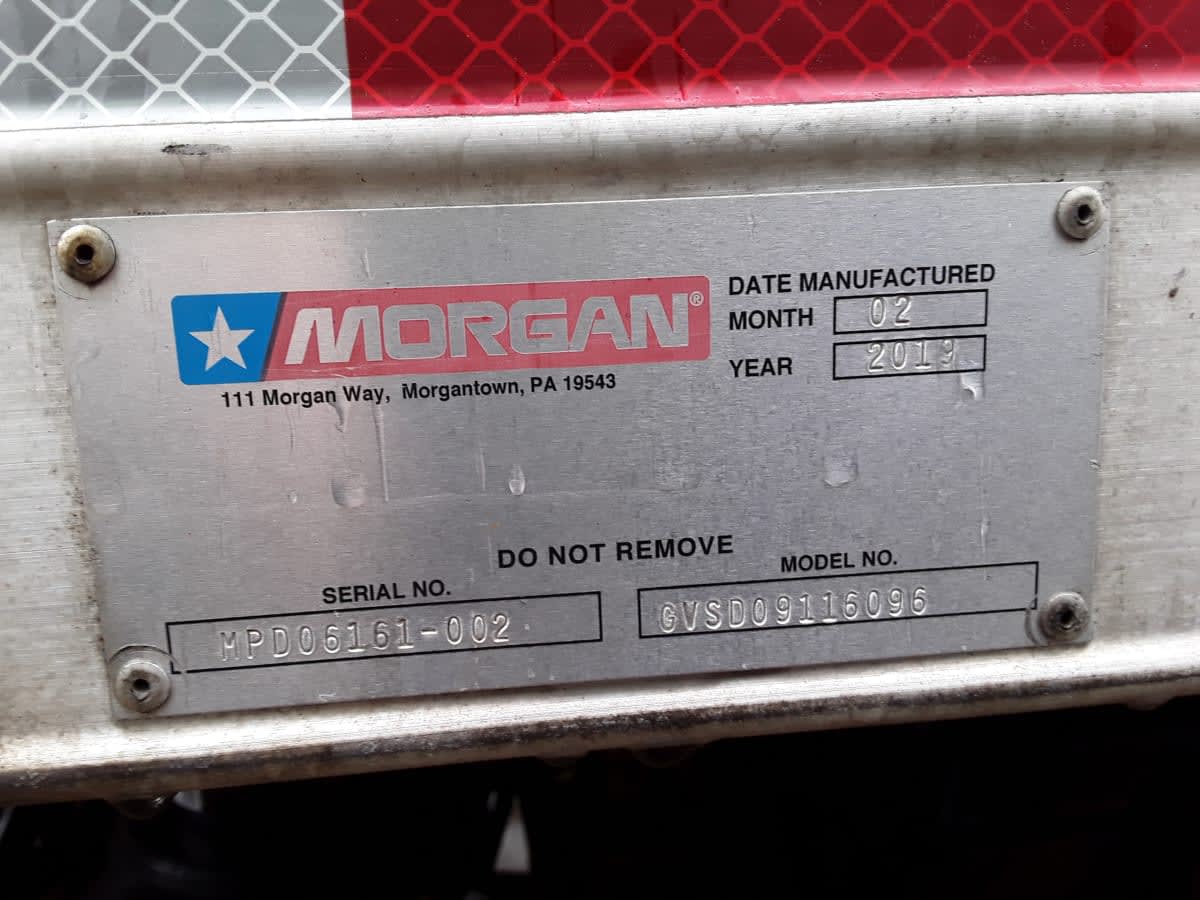 MORGAN®
111 Morgan Way, Morgantown, PA 19543
DATE MANUFACTURED
MONTH 02
YEAR 2019
DO NOT REMOVE
SERIAL NO.
MPD06161-002
MODEL NO.
GVSD09116096